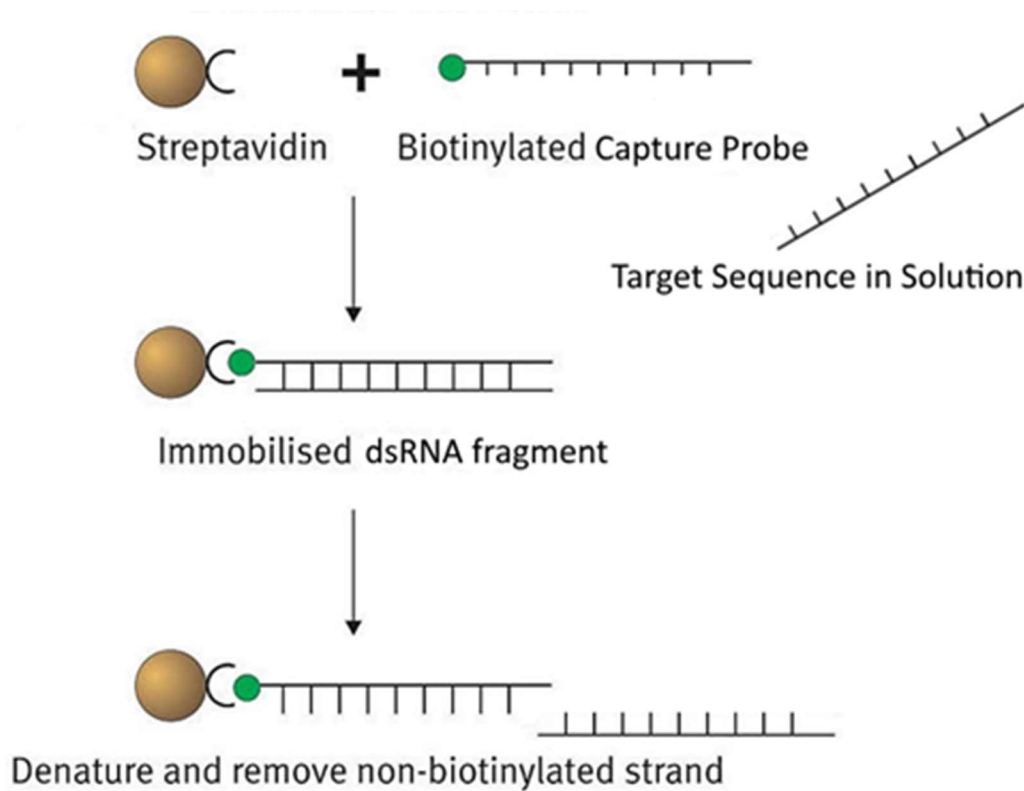 Streptavidin
Biotinylated Capture Probe
Target Sequence in Solution
Immobilised dsRNA fragment
Denature and remove non-biotinylated strand